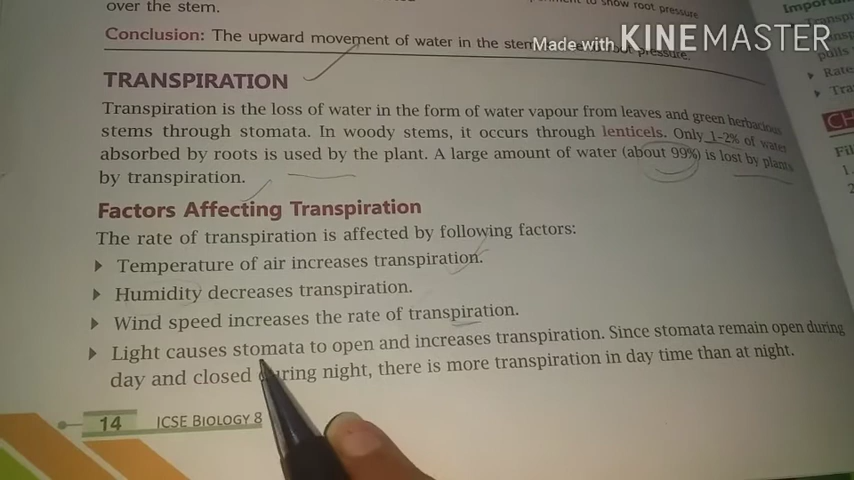 over the stem.
to show root pressure
Conclusion: The upward movement of water in the stem
pressure.
Made with KINEMASTER
TRANSPIRATION
Transpiration is the loss of water in the form of water vapour from leaves and green herbacious
stems through stomata. In woody stems, it occurs through lenticels. Only 1–2% of water
absorbed by roots is used by the plant. A large amount of water (about 99%) is lost by plants
by transpiration.
Factors Affecting Transpiration
The rate of transpiration is affected by following factors:
Temperature of air increases transpiration.
Humidity decreases transpiration.
Wind speed increases the rate of transpiration.
Light causes stomata to open and increases transpiration. Since stomata remain open during
day and closed during night, there is more transpiration in day time than at night.
14 ICSE BIOLOGY 8